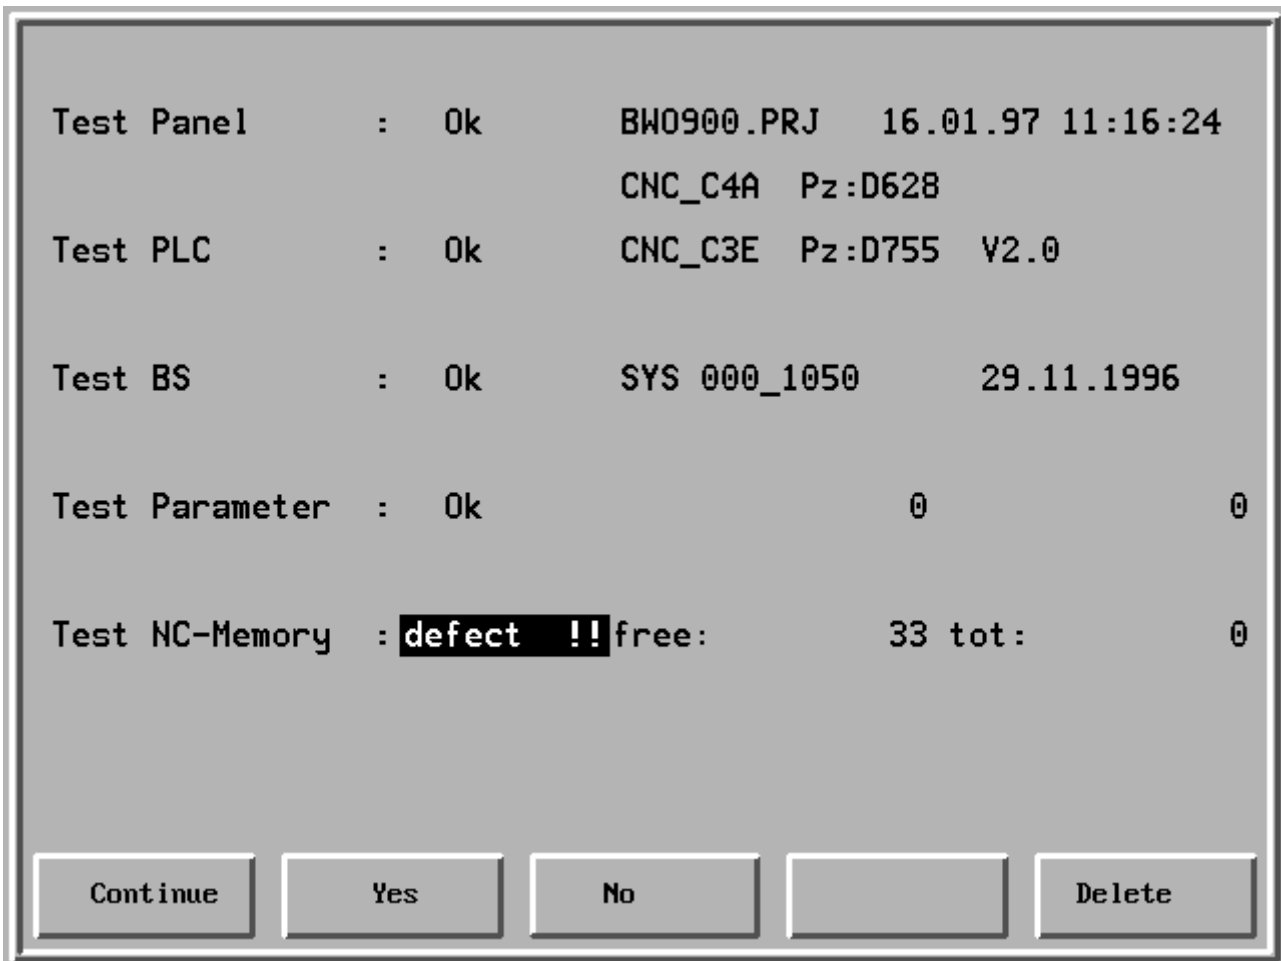 Test Panel : Ok BWO900.PRJ 16.01.97 11:16:24
CNC_C4A Pz:D628
Test PLC : Ok CNC_C3E Pz:D755 V2.0
Test BS : Ok SYS 000_1050 29.11.1996
Test Parameter : Ok 0 0
Test NC-Memory : defect !! free: 33 tot: 0
Continue Yes No Delete